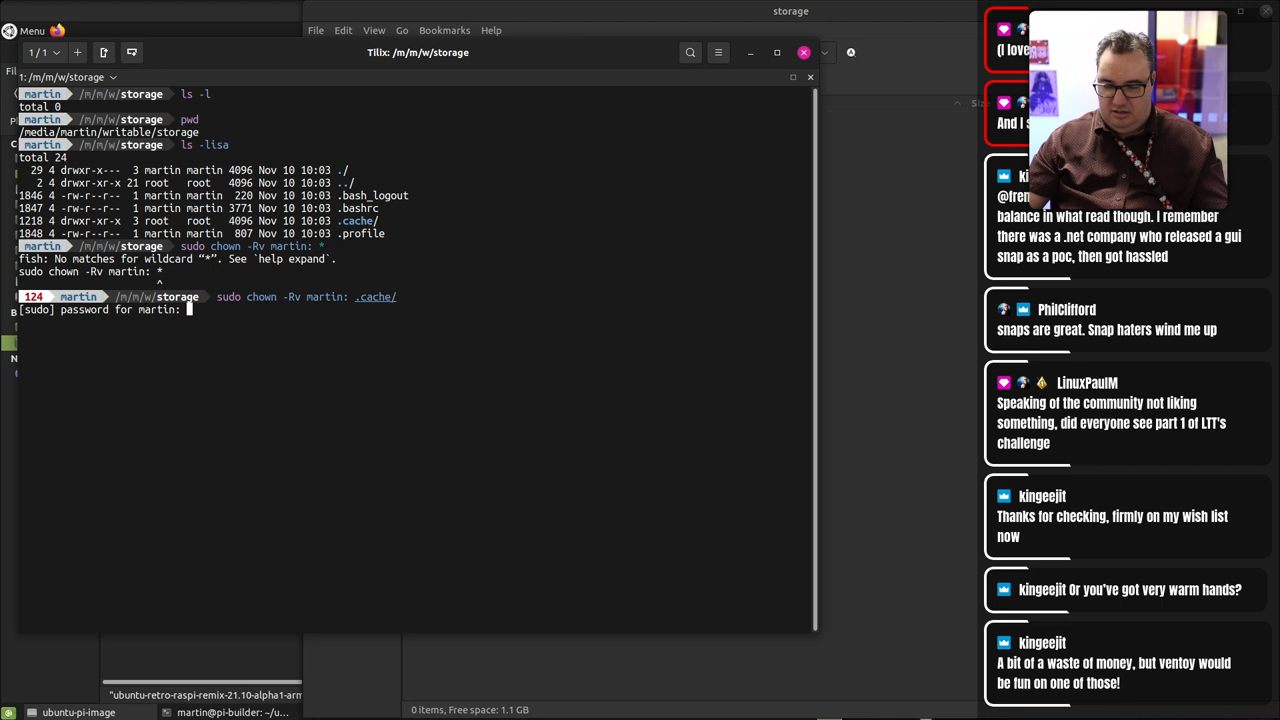 storage
Menu
File Edit View Go Bookmarks Help
1 / 1
Tilix: /m/m/w/storage
1: /m/m/w/storage
martin /m/m/w/storage ls -l
total 0
martin /m/m/w/storage pwd
/media/martin/writable/storage
martin /m/m/w/storage ls -lisa
total 24
29 4 drwxr-x--- 3 martin martin 4096 Nov 10 10:03 ./
2 4 drwxr-xr-x 21 root root 4096 Nov 10 10:03 ../
1846 4 -rw-r--r-- 1 martin martin 220 Nov 10 10:03 .bash_logout
1847 4 -rw-r--r-- 1 martin martin 3771 Nov 10 10:03 .bashrc
1218 4 drwxr-xr-x 3 root root 4096 Nov 10 10:03 .cache/
1848 4 -rw-r--r-- 1 martin martin 807 Nov 10 10:03 .profile
martin /m/m/w/storage sudo chown -Rv martin: *
fish: No matches for wildcard “*”. See `help expand`.
sudo chown -Rv martin: *
^
124 martin /m/m/w/storage sudo chown -Rv martin: .cache/
[sudo] password for martin:
"ubuntu-retro-raspi-remix-21.10-alpha1-arm
0 items, Free space: 1.1 GB
ubuntu-pi-image
martin@pi-builder: ~/u...
(I love
And I s
@fren
balance in what read though. I remember
there was a .net company who released a gui
snap as a poc, then got hassled
PhilClifford
snaps are great. Snap haters wind me up
LinuxPaulM
Speaking of the community not liking
something, did everyone see part 1 of LTT's
challenge
kingeejit
Thanks for checking, firmly on my wish list
now
kingeejit Or you've got very warm hands?
kingeejit
A bit of a waste of money, but ventoy would
be fun on one of those!